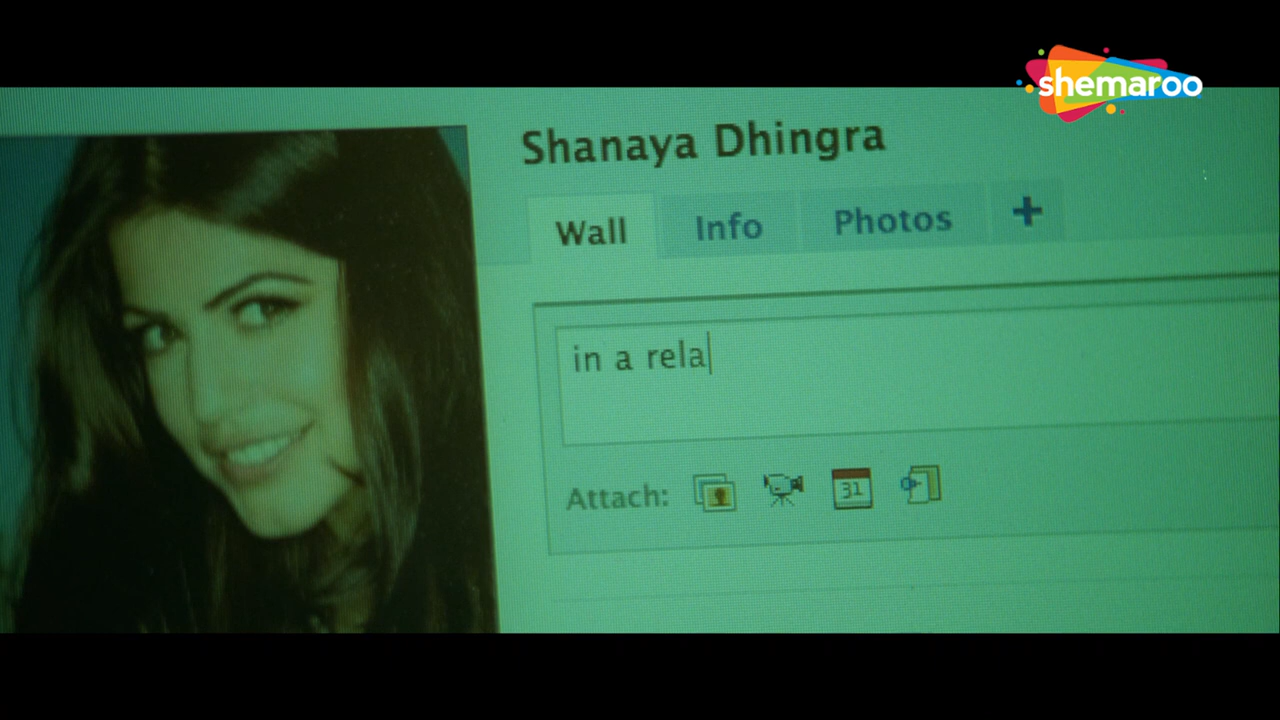 shemaroo
Shanaya Dhingra
Wall Info Photos +
in a rela
Attach:
31